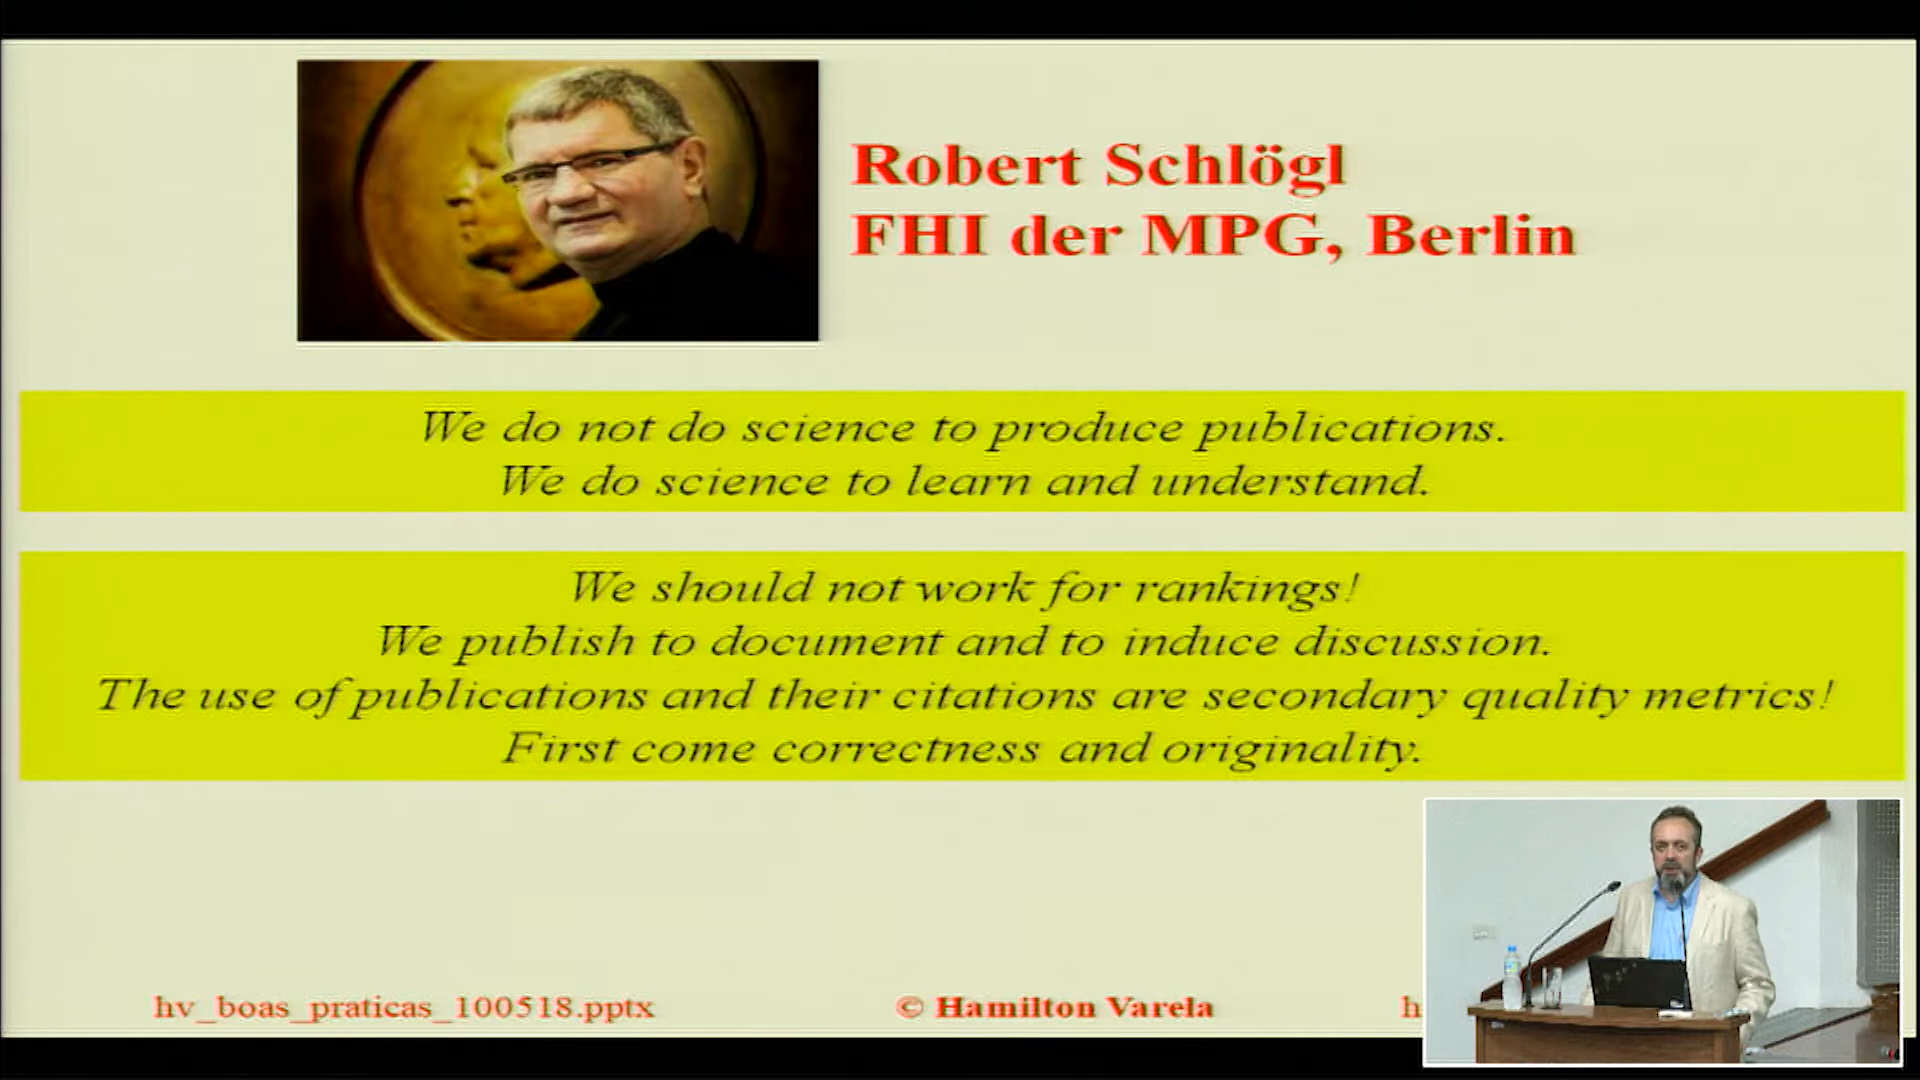 Robert Schlögl
FHI der MPG, Berlin
We do not do science to produce publications.
We do science to learn and understand.
We should not work for rankings!
We publish to document and to induce discussion.
The use of publications and their citations are secondary quality metrics!
First come correctness and originality.
hv_boas_praticas_100518.pptx
© Hamilton Varela